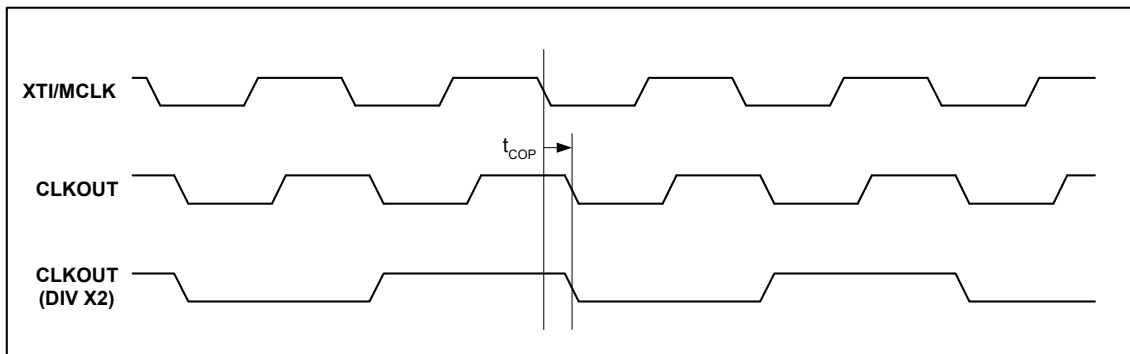 XTI/MCLK
tCOP
CLKOUT
CLKOUT
(DIV X2)